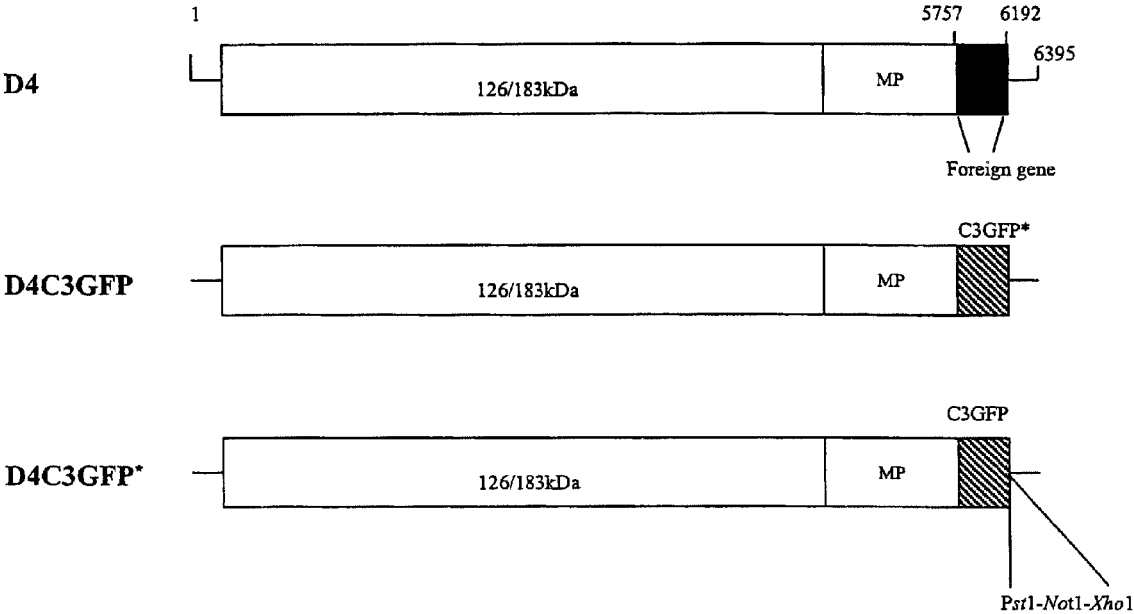 1
5757
6192
6395
D4
126/183kDa
MP
Foreign gene
C3GFP*
D4C3GFP
126/183kDa
MP
C3GFP
D4C3GFP*
126/183kDa
MP
Pst1-Not1-Xho1